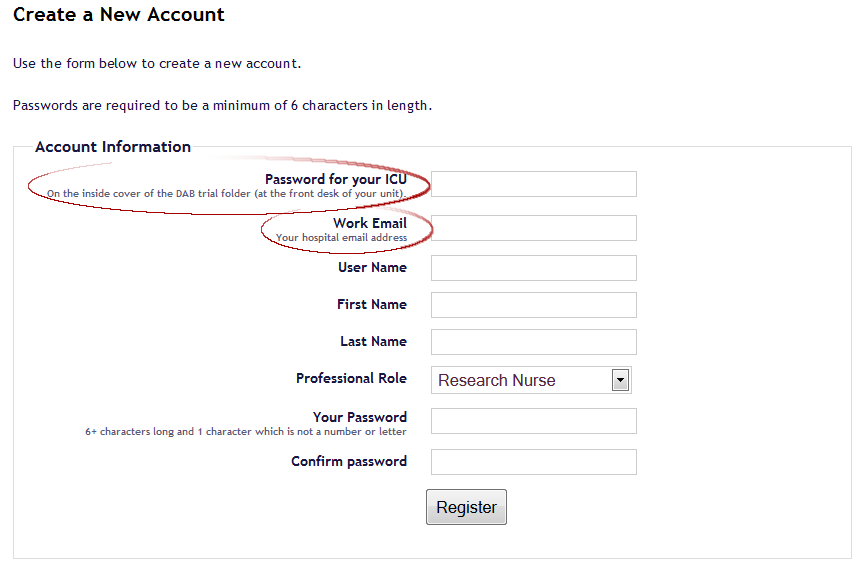 Create a New Account
Use the form below to create a new account.
Passwords are required to be a minimum of 6 characters in length.
Account Information
Password for your ICU
On the inside cover of the DAB trial folder (at the front desk of your unit).
Work Email
Your hospital email address
User Name
First Name
Last Name
Professional Role
Research Nurse
Your Password
6+ characters long and 1 character which is not a number or letter
Confirm password
Register